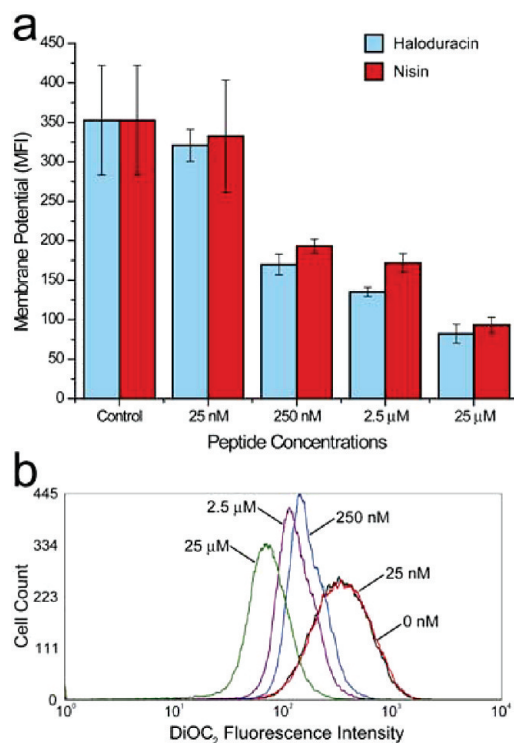 a
Haloduracin
Nisin
Membrane Potential (MFI)
450
400
350
300
250
200
150
100
50
0
Control 25 nM 250 nM 2.5 μM 25 μM
Peptide Concentrations
b
Cell Count
445
334
223
111
0
2.5 μM
250 nM
25 μM
25 nM
0 nM
10⁰ 10¹ 10² 10³ 10⁴
DiOC₂ Fluorescence Intensity